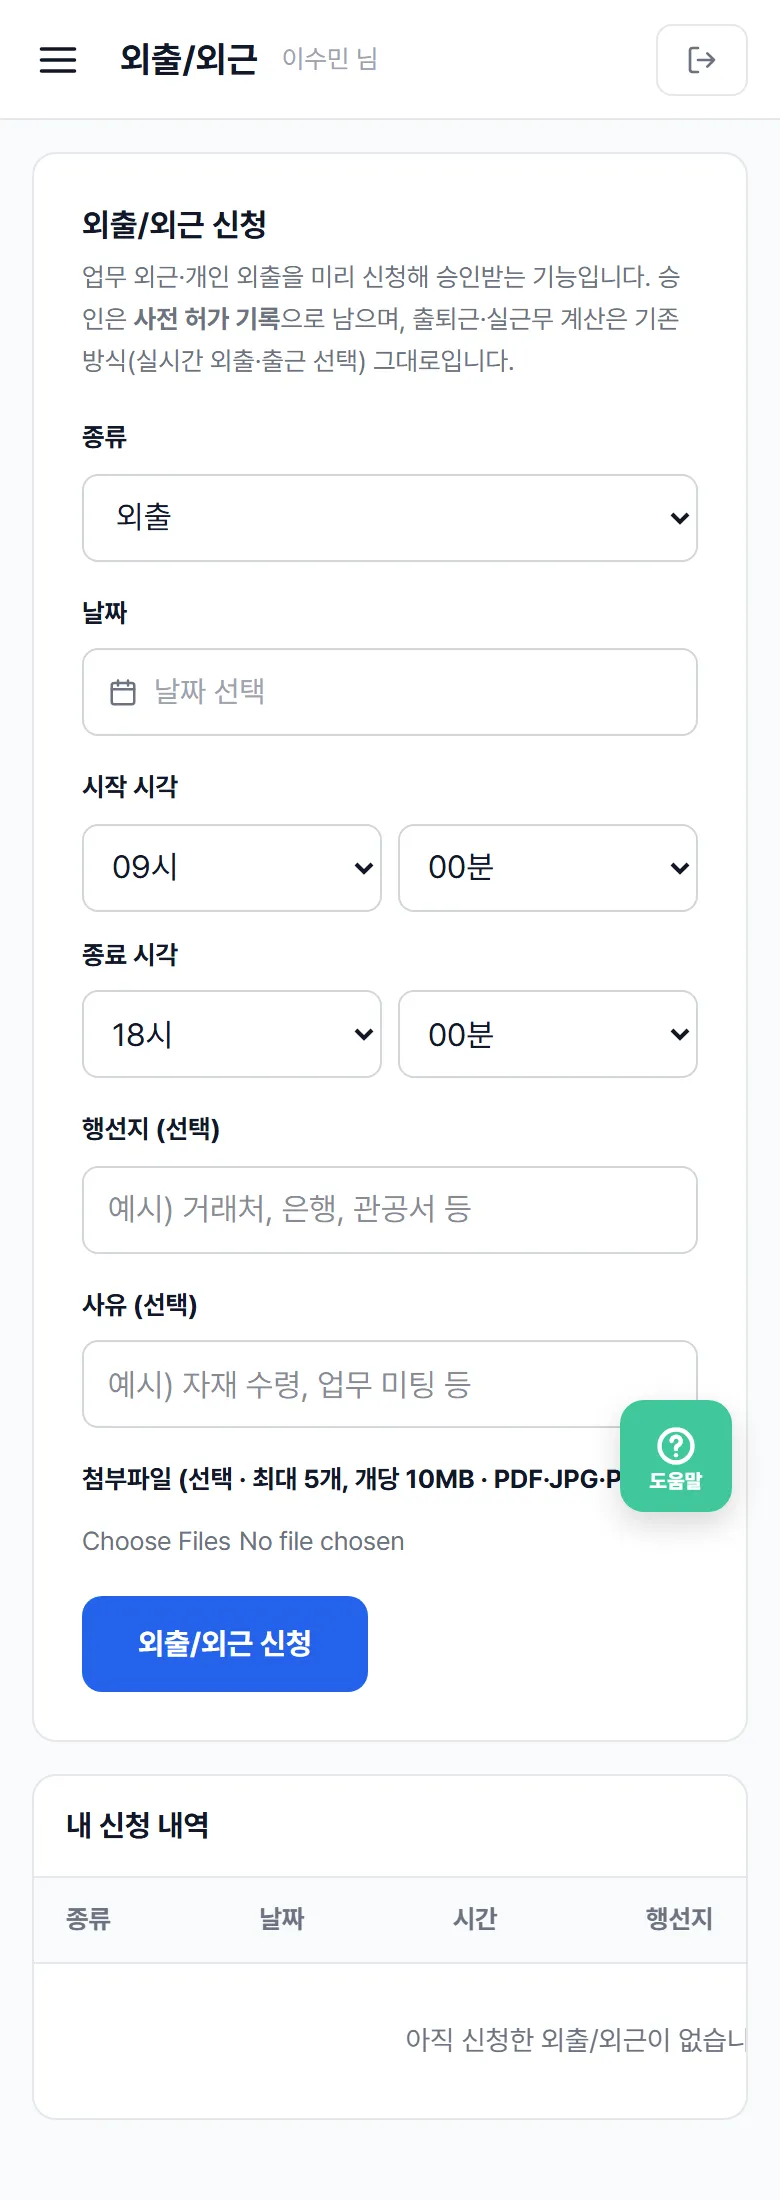 외출/외근 이수민 님
외출/외근 신청
업무 외근·개인 외출을 미리 신청해 승인받는 기능입니다. 승
인은 사전 허가 기록으로 남으며, 출퇴근·실근무 계산은 기존
방식(실시간 외출·출근 선택) 그대로입니다.
종류
외출
날짜
날짜 선택
시작 시각
09시 00분
종료 시각
18시 00분
행선지 (선택)
예시) 거래처, 은행, 관공서 등
사유 (선택)
예시) 자재 수령, 업무 미팅 등
첨부파일 (선택 · 최대 5개, 개당 10MB · PDF·JPG·P
도움말
Choose Files No file chosen
외출/외근 신청
내 신청 내역
종류 날짜 시간 행선지
아직 신청한 외출/외근이 없습니